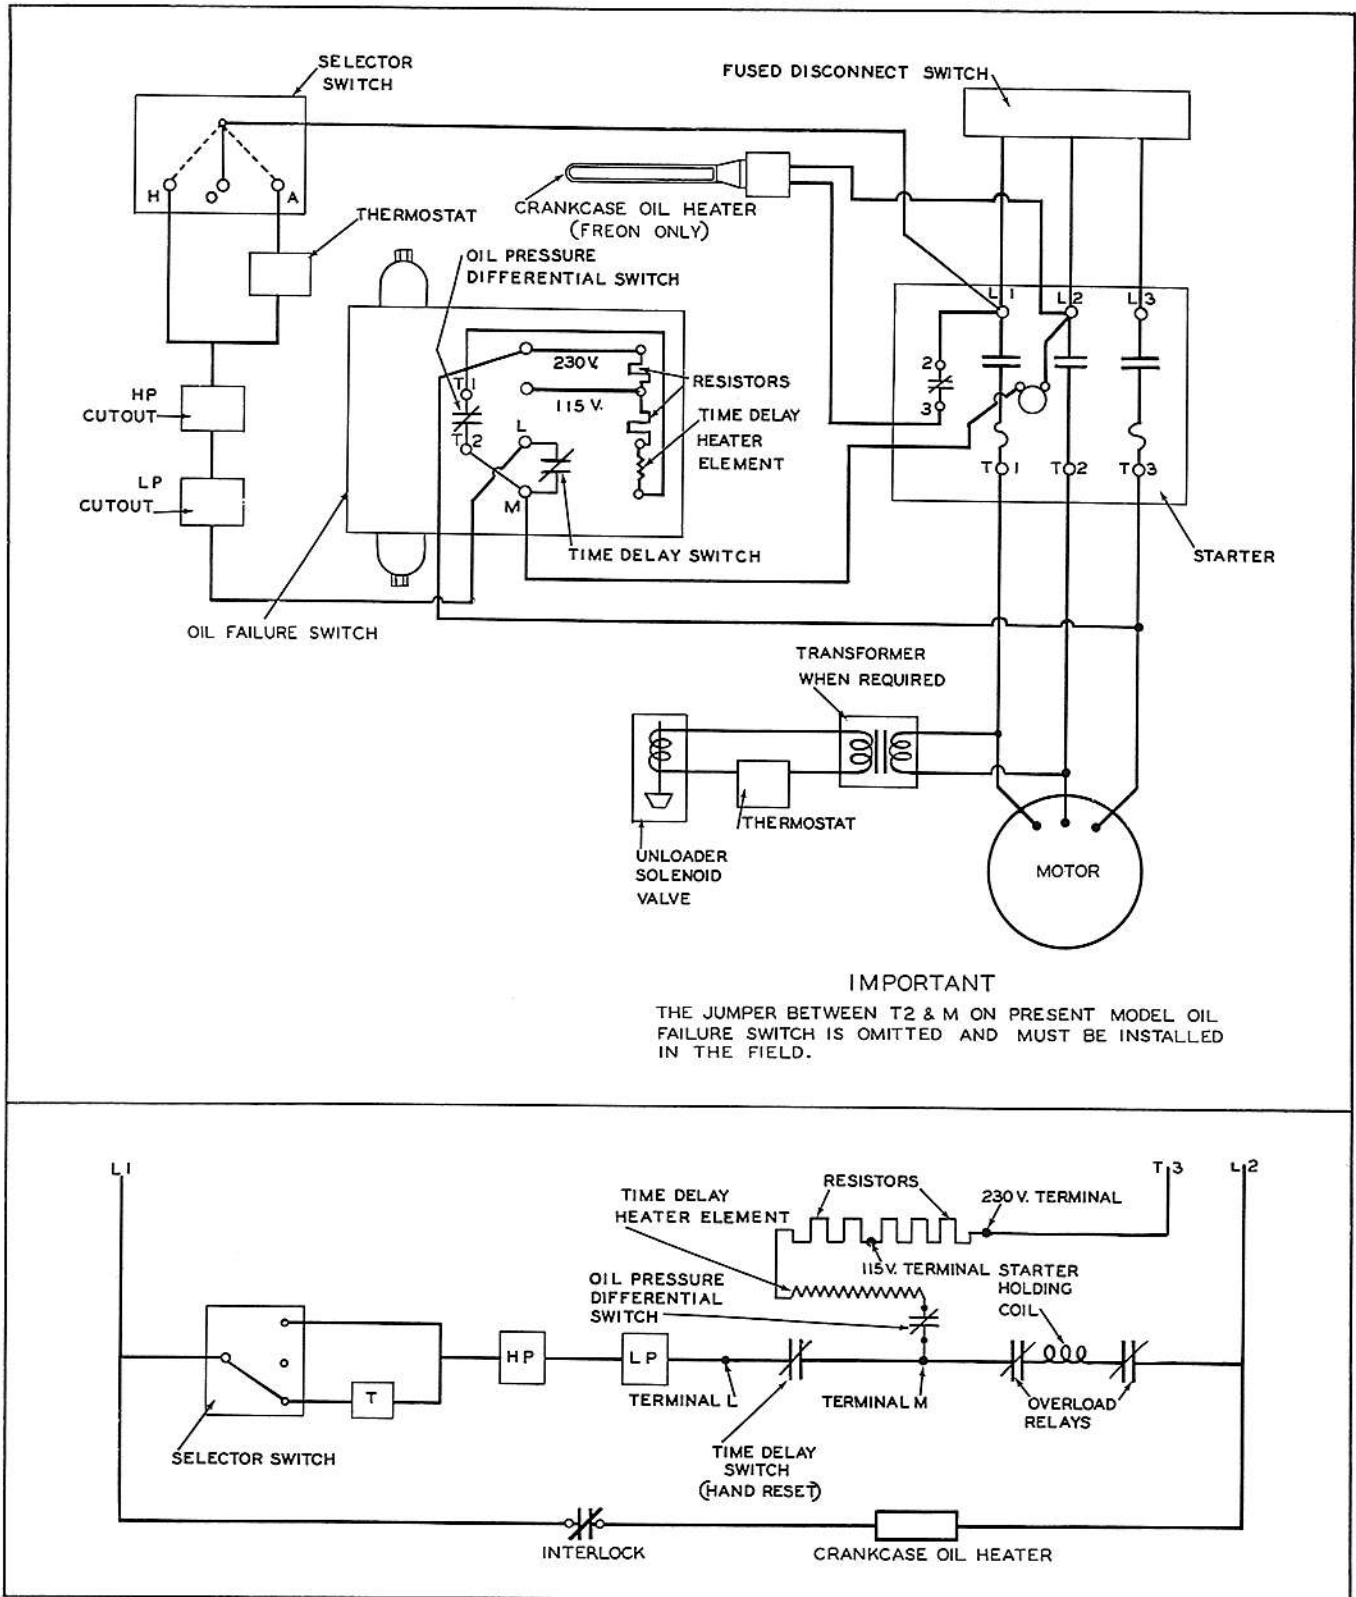 SELECTOR
SWITCH
FUSED DISCONNECT SWITCH
H
O
A
THERMOSTAT
CRANKCASE OIL HEATER
(FREON ONLY)
OIL PRESSURE
DIFFERENTIAL SWITCH
L1
L2
L3
230 V.
RESISTORS
T1
115 V.
TIME DELAY
HEATER
ELEMENT
T2
L
M
2
3
HP
CUTOUT
LP
CUTOUT
T1
T2
T3
TIME DELAY SWITCH
STARTER
OIL FAILURE SWITCH
TRANSFORMER
WHEN REQUIRED
THERMOSTAT
UNLOADER
SOLENOID
VALVE
MOTOR
IMPORTANT
THE JUMPER BETWEEN T2 & M ON PRESENT MODEL OIL
FAILURE SWITCH IS OMITTED AND MUST BE INSTALLED
IN THE FIELD.
L1
T3
L2
TIME DELAY
HEATER ELEMENT
RESISTORS
230 V. TERMINAL
115V. TERMINAL
STARTER
HOLDING
COIL
OIL PRESSURE
DIFFERENTIAL
SWITCH
HP
LP
T
TERMINAL L
TERMINAL M
OVERLOAD
RELAYS
SELECTOR SWITCH
TIME DELAY
SWITCH
(HAND RESET)
INTERLOCK
CRANKCASE OIL HEATER